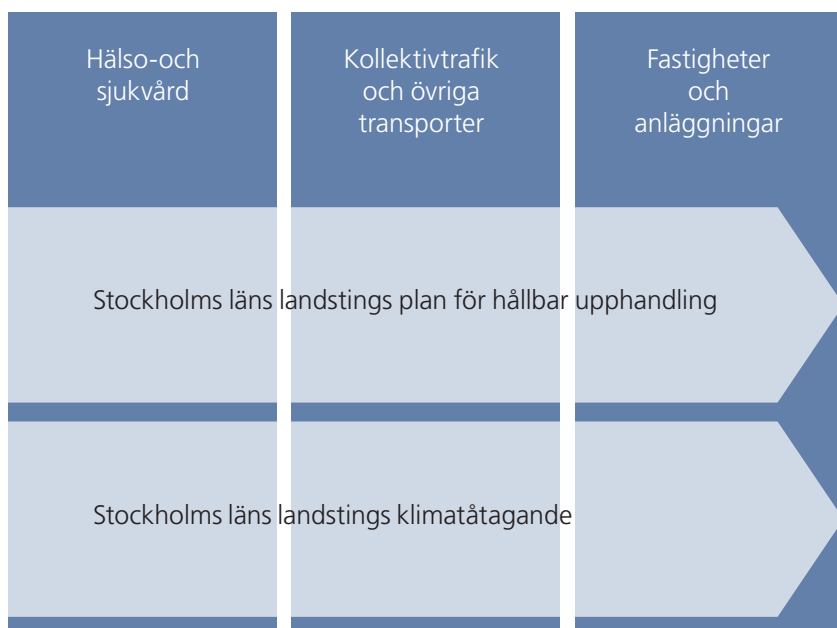 Hälso-och
sjukvård
Kollektivtrafik
och övriga
transporter
Fastigheter
och
anläggningar
Stockholms läns landstings plan för hållbar upphandling
Stockholms läns landstings klimatåtagande